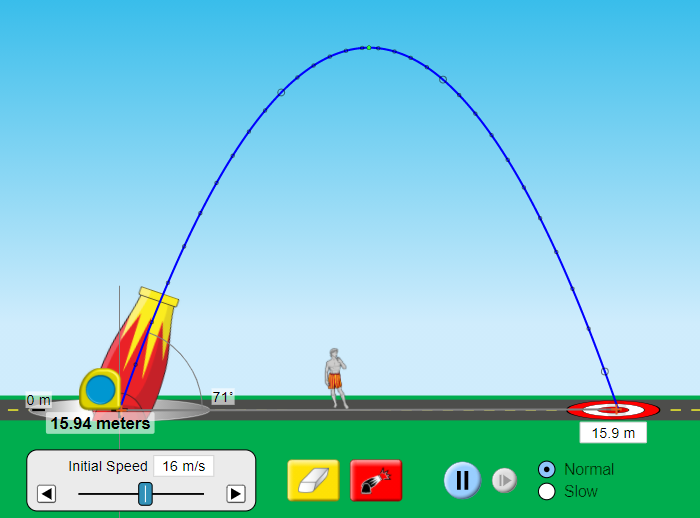 71°
0 m
15.94 meters
15.9 m
Initial Speed 16 m/s
Normal
Slow